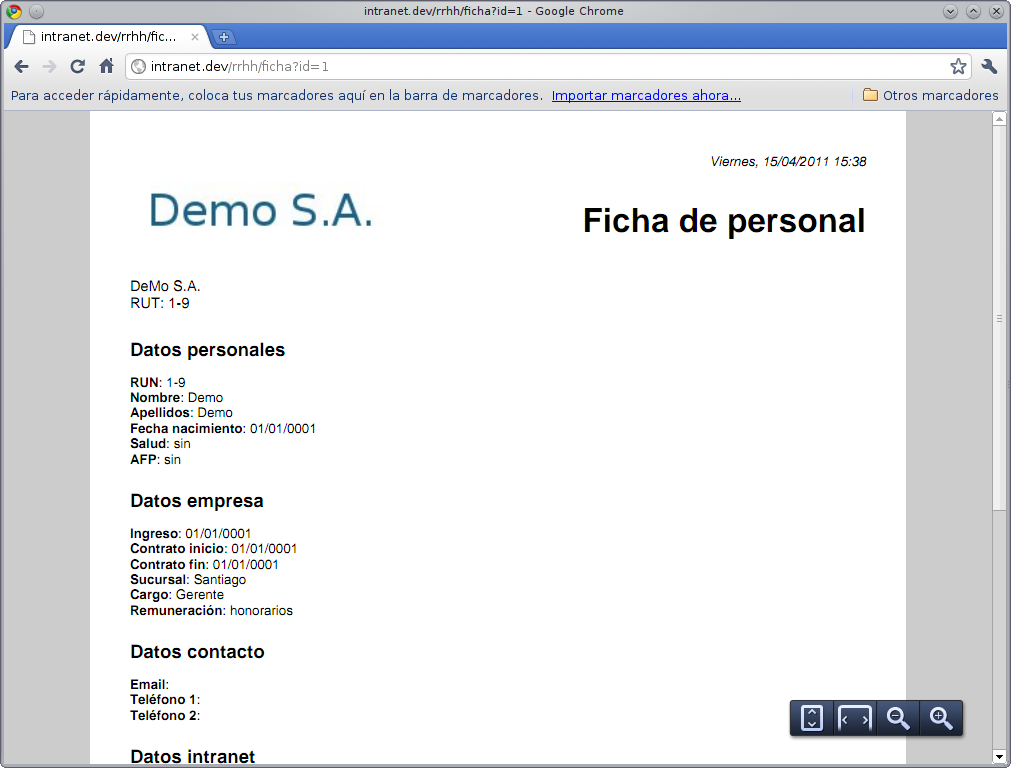 intranet.dev/rrhh/ficha?id=1 - Google Chrome
intranet.dev/rrhh/fic...
intranet.dev/rrhh/ficha?id=1
Para acceder rápidamente, coloca tus marcadores aquí en la barra de marcadores. Importar marcadores ahora... Otros marcadores
Viernes, 15/04/2011 15:38
Demo S.A.
Ficha de personal
DeMo S.A.
RUT: 1-9
Datos personales
RUN: 1-9
Nombre: Demo
Apellidos: Demo
Fecha nacimiento: 01/01/0001
Salud: sin
AFP: sin
Datos empresa
Ingreso: 01/01/0001
Contrato inicio: 01/01/0001
Contrato fin: 01/01/0001
Sucursal: Santiago
Cargo: Gerente
Remuneración: honorarios
Datos contacto
Email:
Teléfono 1:
Teléfono 2:
Datos intranet